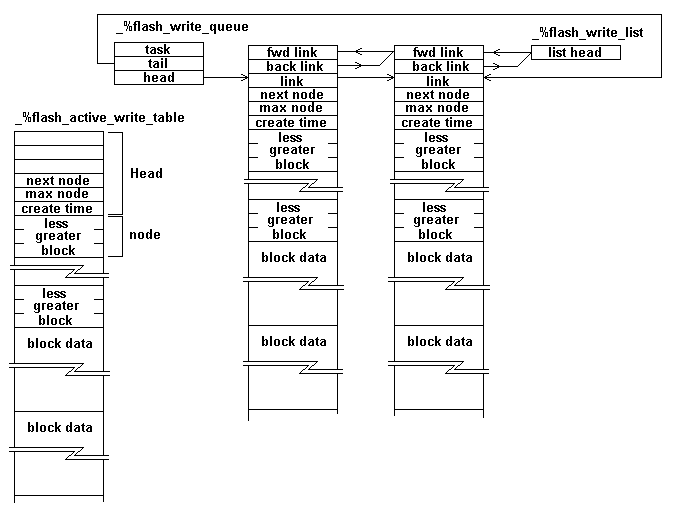 _%flash_write_queue
task
tail
head
_%flash_write_list
list head
fwd link
back link
link
next node
max node
create time
less
greater
block
less
greater
block
block data
block data
fwd link
back link
link
next node
max node
create time
less
greater
block
less
greater
block
block data
block data
_%flash_active_write_table
next node
max node
create time
Head
less
greater
block
node
less
greater
block
block data
block data